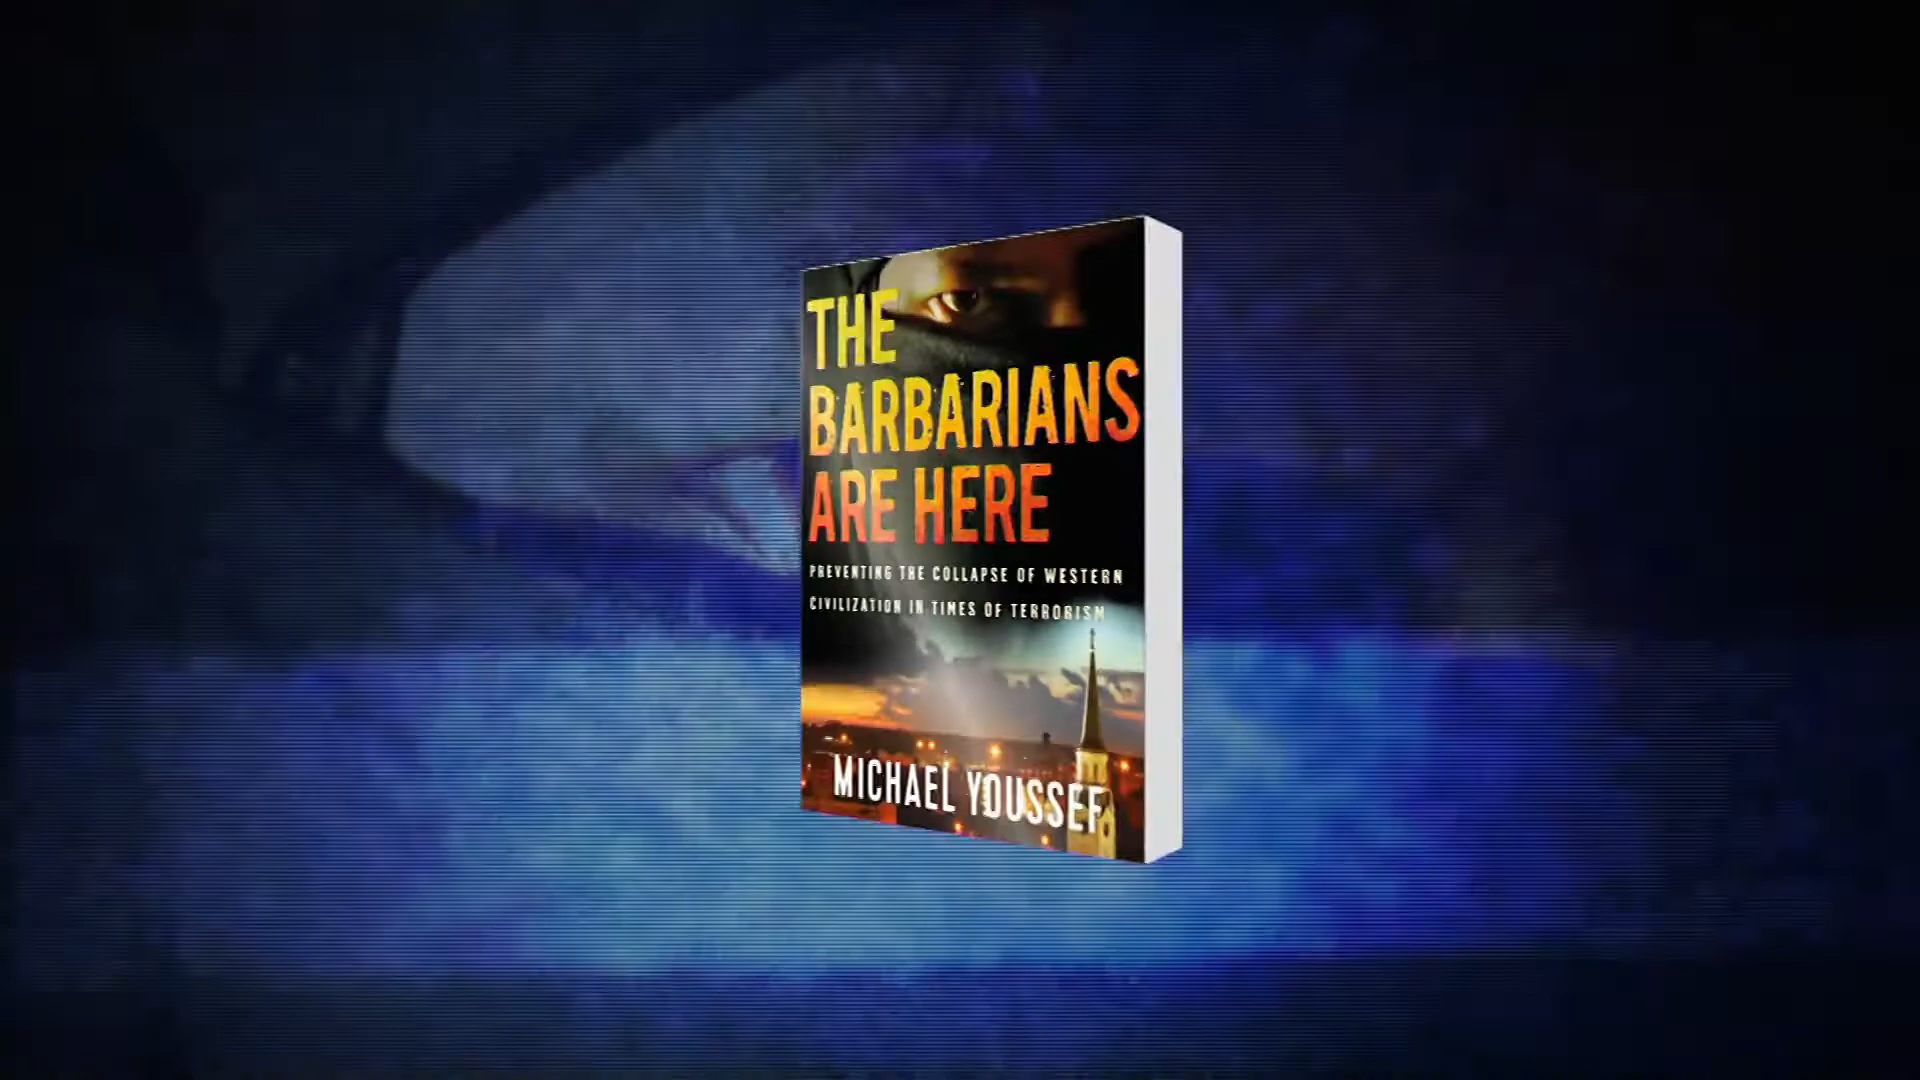 THE
BARBARIANS
ARE HERE
PREVENTING THE COLLAPSE OF WESTERN
CIVILIZATION IN TIMES OF TERRORISM
MICHAEL YOUSSEF